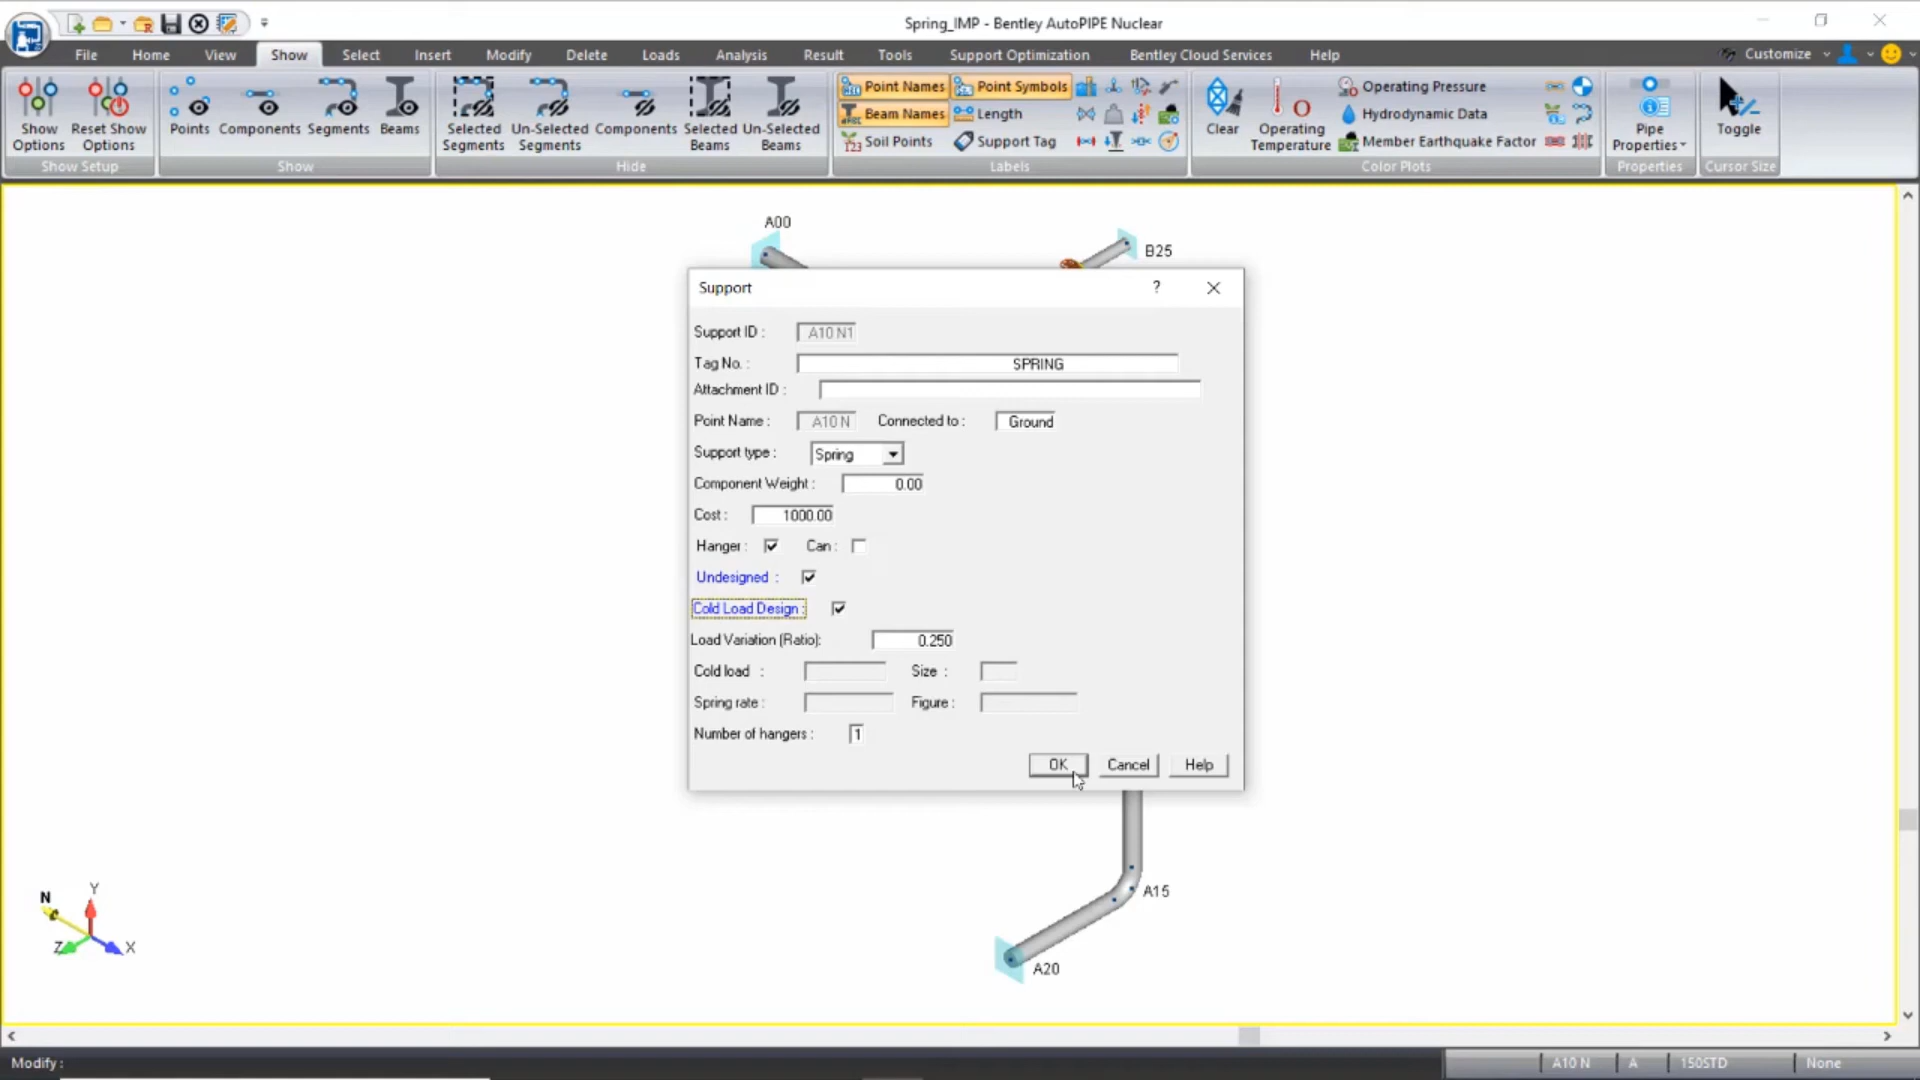 Spring_IMP - Bentley AutoPIPE Nuclear
File Home View Show Select Insert Modify Delete Loads Analysis Result Tools Support Optimization Bentley Cloud Services Help Customize
Show Options
Reset Show Options
Show Setup
Points Components Segments Beams
Show
Selected Segments
Un-Selected Segments
Components
Selected Beams
Un-Selected Beams
Hide
Point Names Point Symbols
Beam Names Length
Soil Points Support Tag
Labels
Clear
Operating Temperature
Operating Pressure
Hydrodynamic Data
Member Earthquake Factor
Color Plots
Pipe Properties
Properties
Toggle
Cursor Size
A00
B25
Support ?
Support ID : A10 N1
Tag No. : SPRING
Attachment ID :
Point Name : A10 N Connected to : Ground
Support type : Spring
Component Weight : 0.00
Cost : 1000.00
Hanger : Can :
Undesigned :
Cold Load Design :
Load Variation (Ratio): 0.250
Cold load : Size :
Spring rate : Figure :
Number of hangers : 1
OK Cancel Help
A15
A20
N Y
Z X
Modify : A10 N A 150STD None